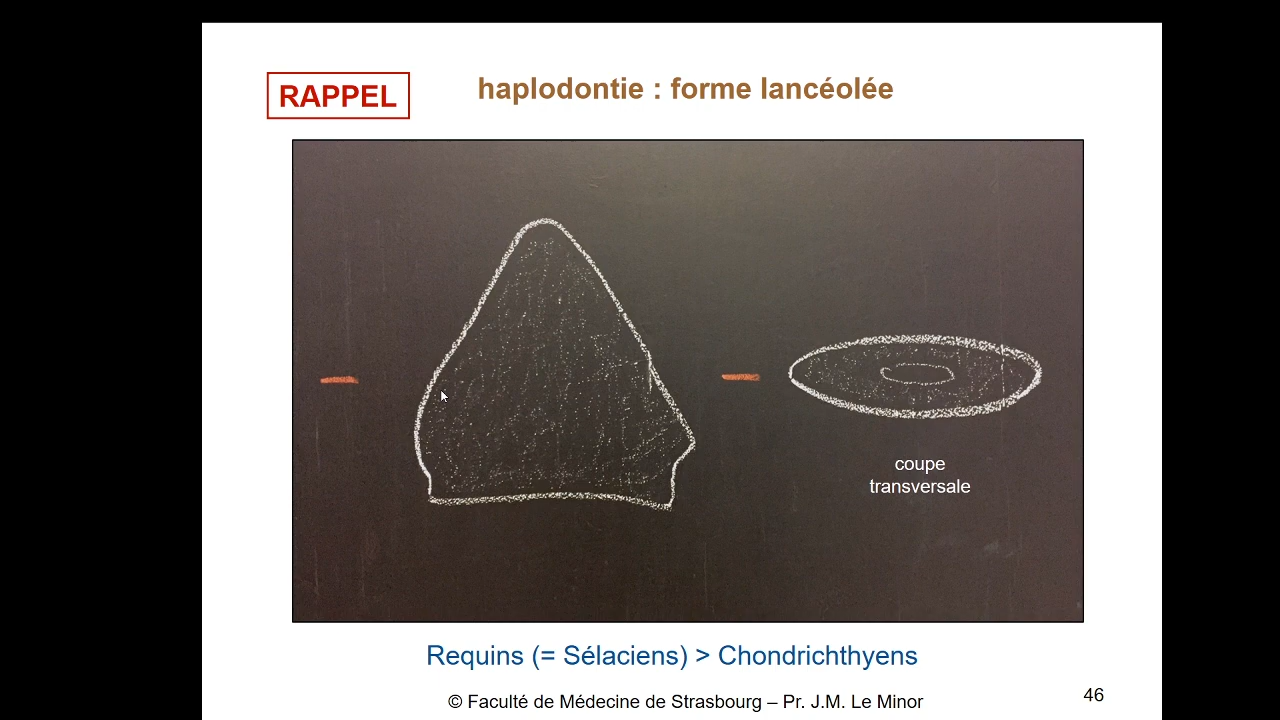 RAPPEL
haplodontie : forme lancéolée
coupe
transversale
Requins (= Sélaciens) > Chondrichthyens
© Faculté de Médecine de Strasbourg – Pr. J.M. Le Minor
46